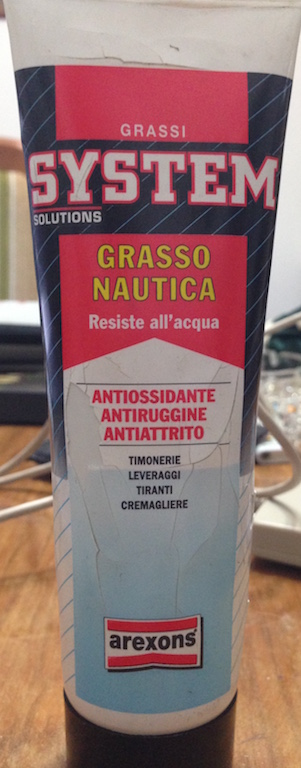 GRASSI
SYSTEM
SOLUTIONS
GRASSO
NAUTICA
Resiste all'acqua
ANTIOSSIDANTE
ANTIRUGGINE
ANTIATTRITO
TIMONERIE
LEVERAGGI
TIRANTI
CREMAGLIERE
arexons